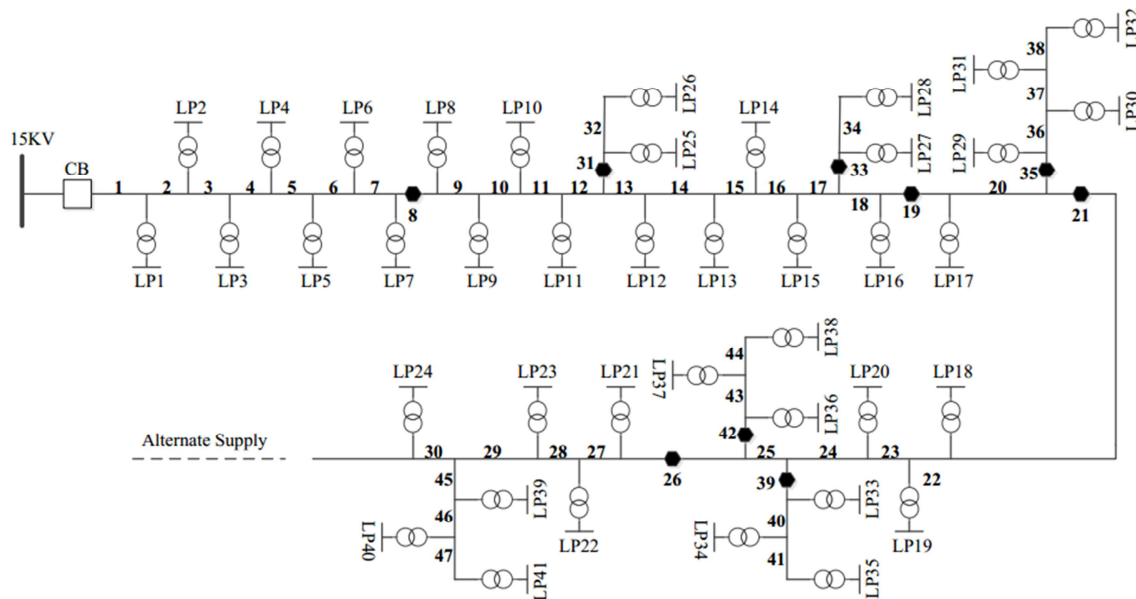 LP32
38
LP31
LP26
LP28
37
LP30
LP2
LP4
LP6
LP8
LP10
LP14
15KV
32
34
36
CB
LP25
LP27
LP29
31
33
35
1
2
3
4
5
6
7
9
10
11
12
13
14
15
16
17
18
20
8
19
21
LP1
LP3
LP5
LP7
LP9
LP11
LP12
LP13
LP15
LP16
LP17
LP38
44
LP24
LP23
LP21
LP37
LP20
LP18
43
LP36
Alternate Supply
42
30
29
28
27
25
24
23
45
26
39
22
LP39
LP33
46
40
LP40
LP34
47
LP22
41
LP19
LP41
LP35